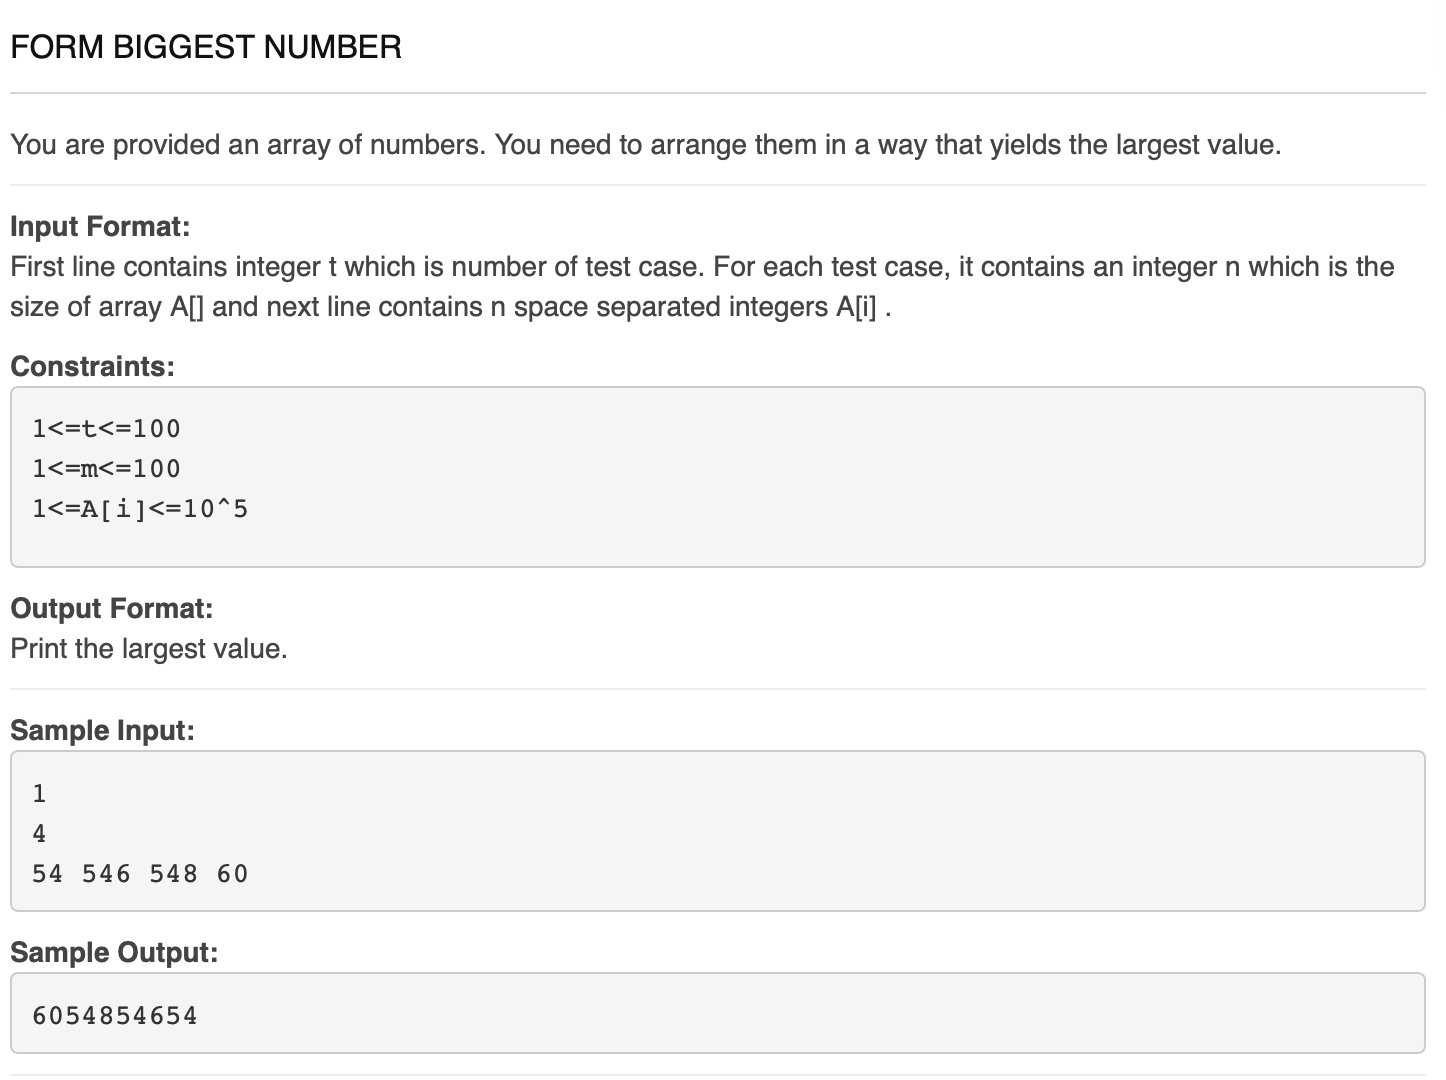 FORM BIGGEST NUMBER
You are provided an array of numbers. You need to arrange them in a way that yields the largest value.
Input Format:
First line contains integer t which is number of test case. For each test case, it contains an integer n which is the
size of array A[] and next line contains n space separated integers A[i] .
Constraints:
1<=t<=100
1<=m<=100
1<=A[i]<=10^5
Output Format:
Print the largest value.
Sample Input:
1
4
54 546 548 60
Sample Output:
6054854654